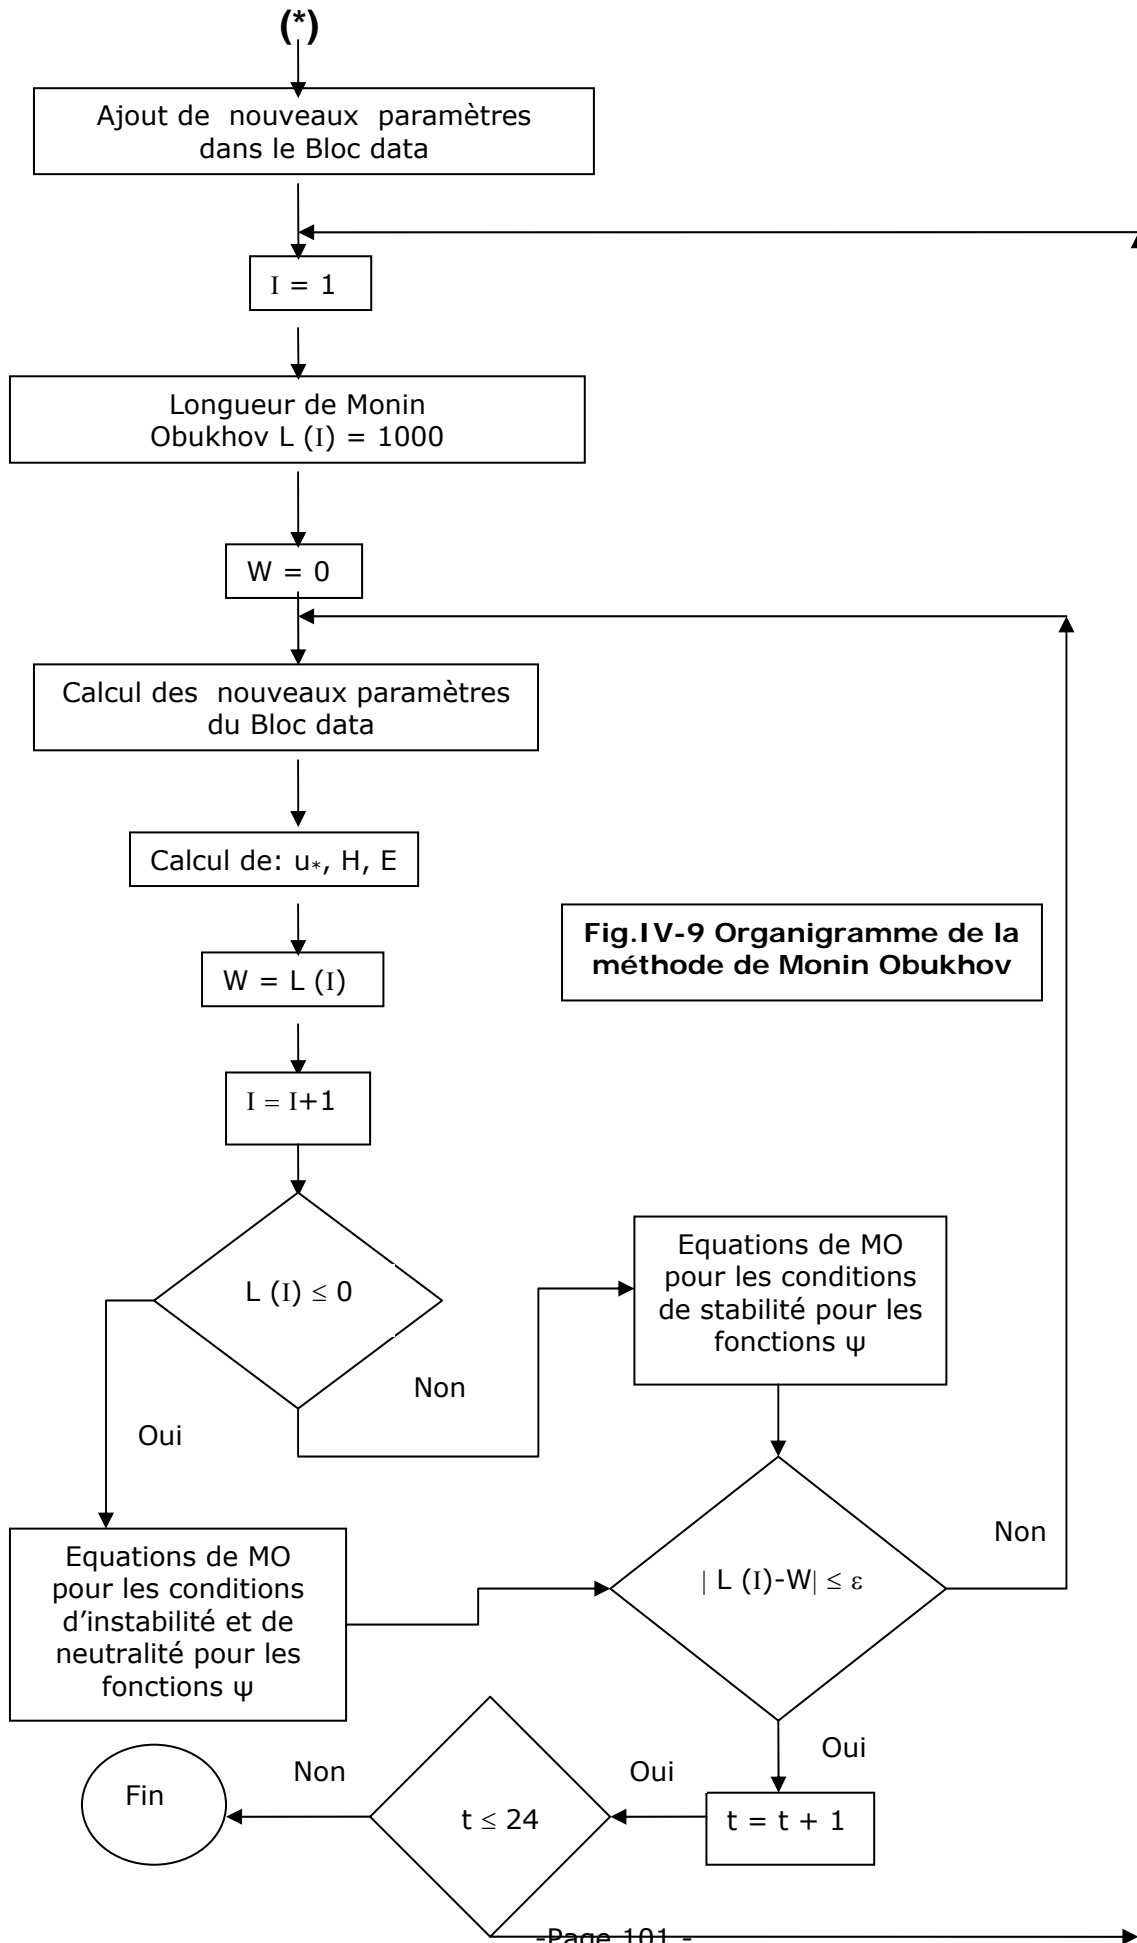 (*)
Ajout de nouveaux paramètres
dans le Bloc data
I = 1
Longueur de Monin
Obukhov L (I) = 1000
W = 0
Calcul des nouveaux paramètres
du Bloc data
Calcul de: u*, H, E
Fig.IV-9 Organigramme de la
méthode de Monin Obukhov
W = L (I)
I = I+1
L (I) ≤ 0
Equations de MO
pour les conditions
de stabilité pour les
fonctions ψ
Non
Oui
Equations de MO
pour les conditions
d'instabilité et de
neutralité pour les
fonctions ψ
| L (I)-W| ≤ ε
Non
Oui
t = t + 1
Oui
t ≤ 24
Non
Fin
-Page 101 -